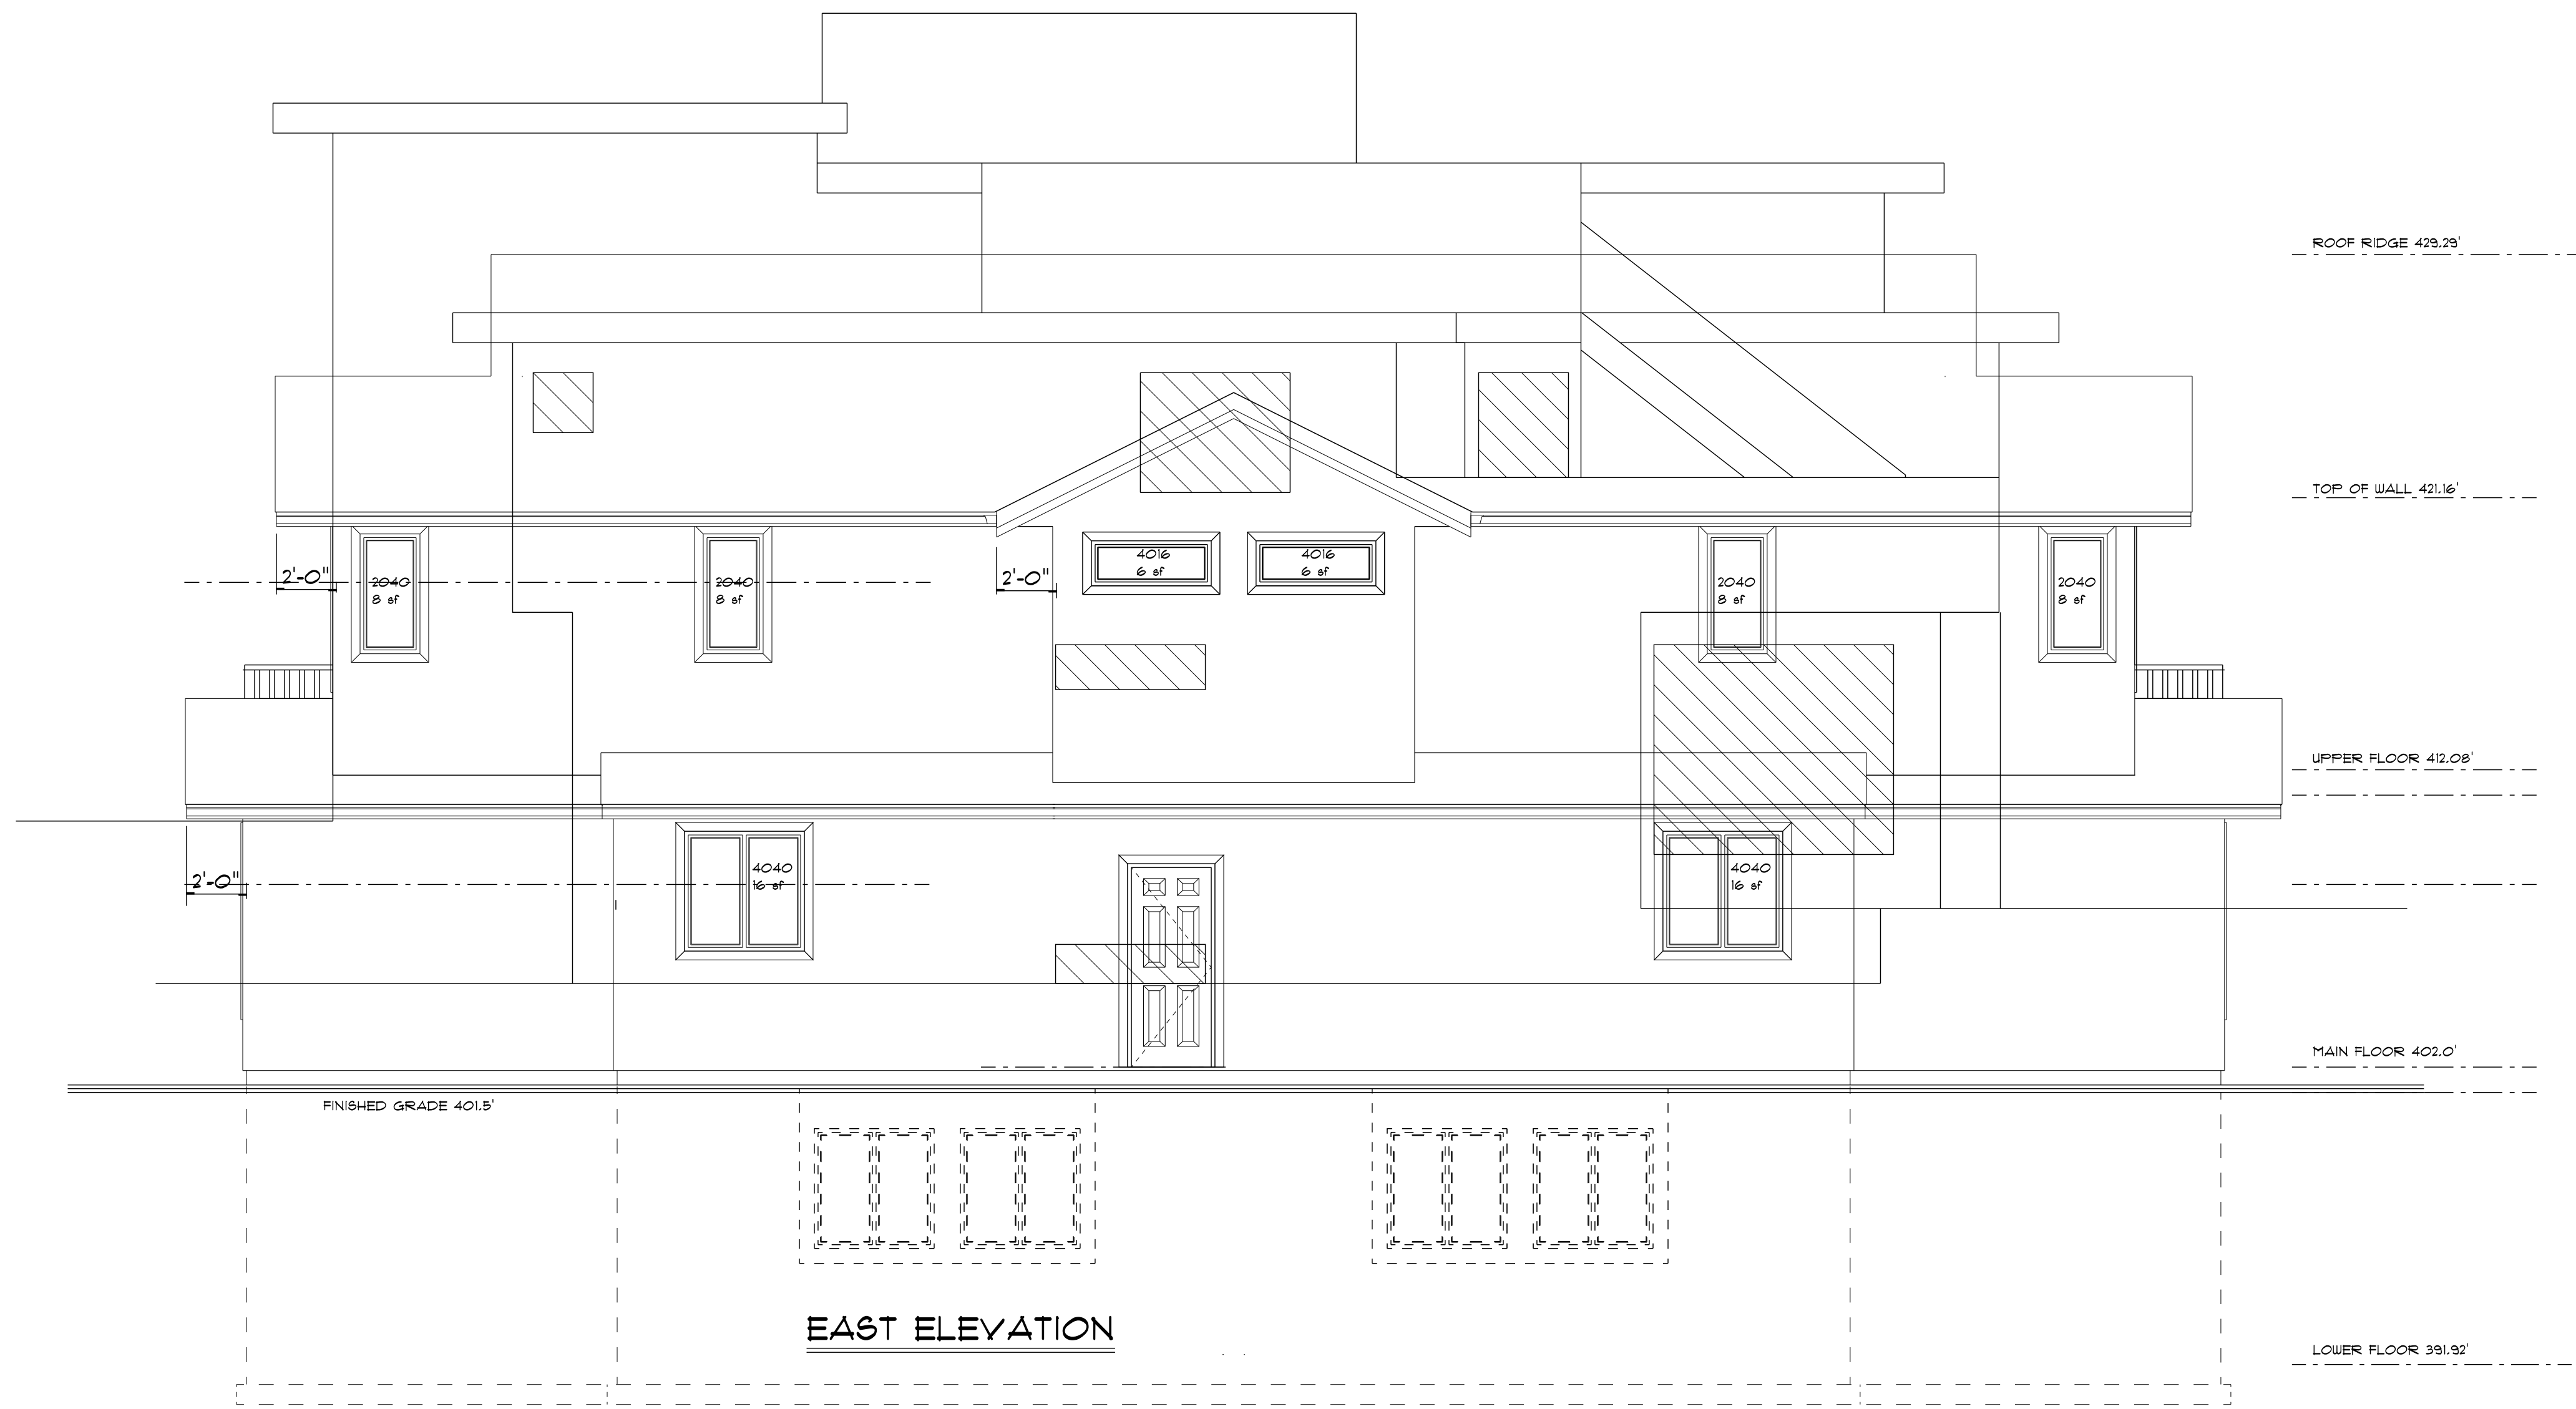 ROOF RIDGE 429.29'
TOP OF WALL 421.16'
4016
6 sf
4016
6 sf
2'-0"
2040
8 sf
2040
8 sf
2'-0"
2040
8 sf
2040
8 sf
UPPER FLOOR 412.08'
2'-0"
4040
16 sf
4040
16 sf
MAIN FLOOR 402.0'
FINISHED GRADE 401.5'
EAST ELEVATION
LOWER FLOOR 391.92'